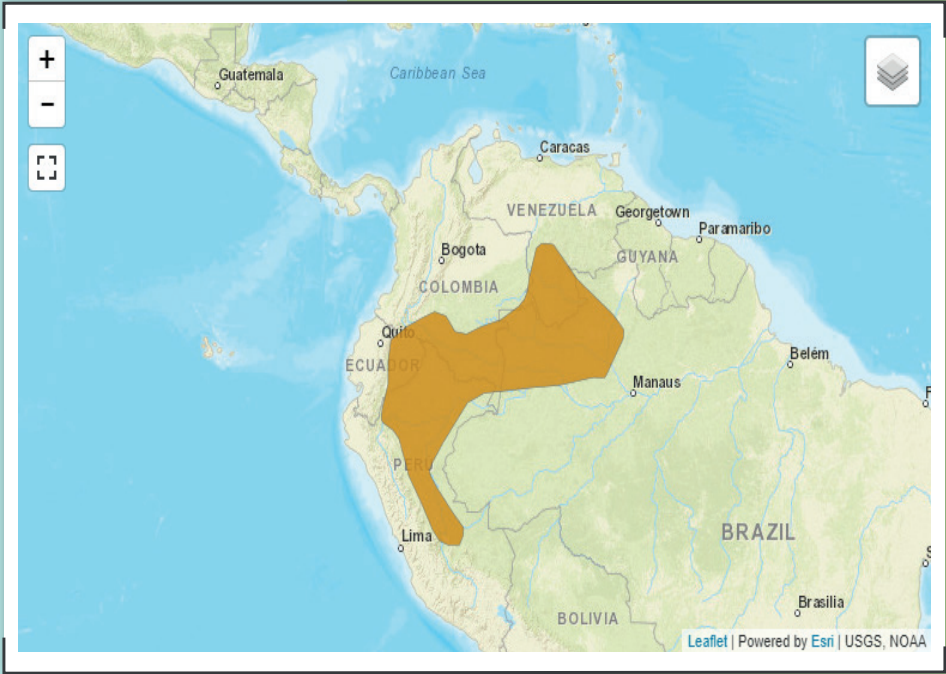 +
−
Guatemala
Caribbean Sea
Caracas
VENEZUELA
Georgetown
Paramaribo
Bogota
GUYANA
COLOMBIA
Quito
ECUADOR
Belém
Manaus
F
PERU
Lima
BRAZIL
S
Brasilia
BOLIVIA
Leaflet | Powered by Esri | USGS, NOAA